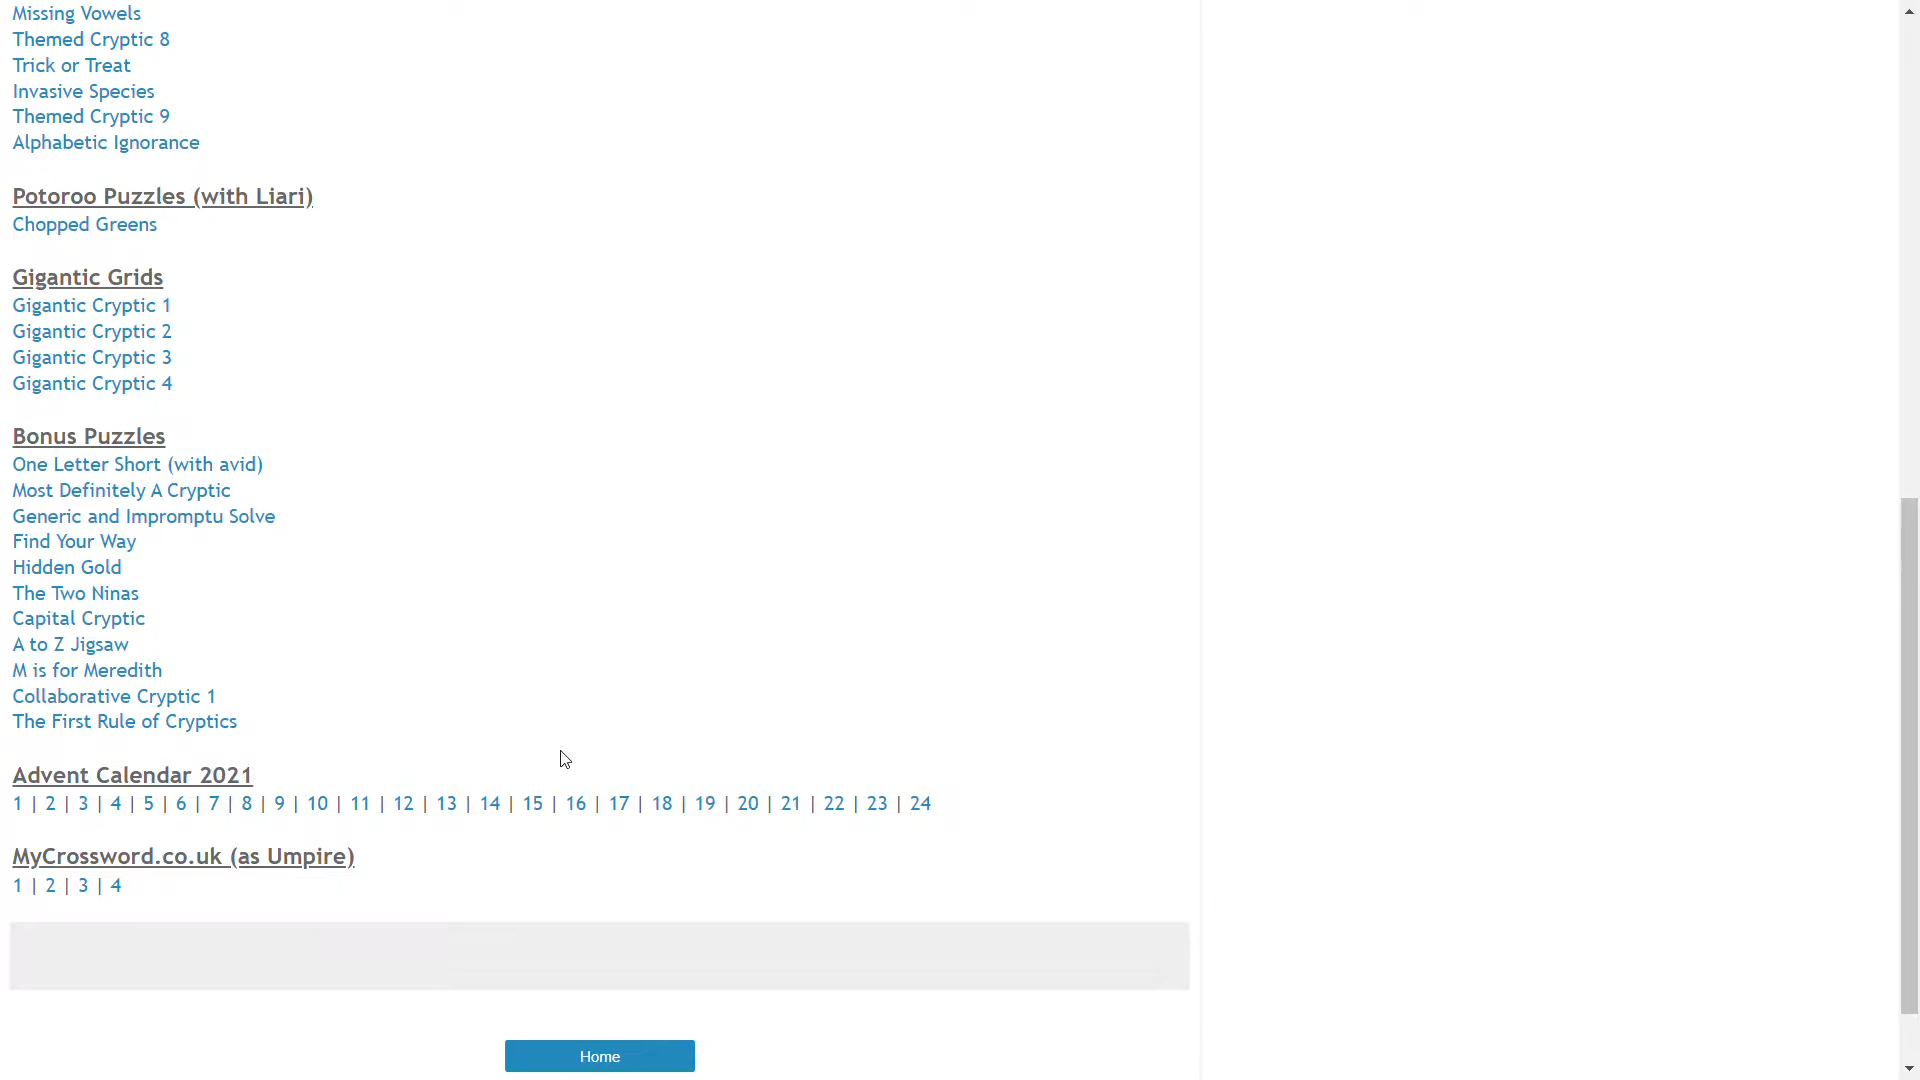 Missing Vowels
Themed Cryptic 8
Trick or Treat
Invasive Species
Themed Cryptic 9
Alphabetic Ignorance
Potoroo Puzzles (with Liari)
Chopped Greens
Gigantic Grids
Gigantic Cryptic 1
Gigantic Cryptic 2
Gigantic Cryptic 3
Gigantic Cryptic 4
Bonus Puzzles
One Letter Short (with avid)
Most Definitely A Cryptic
Generic and Impromptu Solve
Find Your Way
Hidden Gold
The Two Ninas
Capital Cryptic
A to Z Jigsaw
M is for Meredith
Collaborative Cryptic 1
The First Rule of Cryptics
Advent Calendar 2021
1 | 2 | 3 | 4 | 5 | 6 | 7 | 8 | 9 | 10 | 11 | 12 | 13 | 14 | 15 | 16 | 17 | 18 | 19 | 20 | 21 | 22 | 23 | 24
MyCrossword.co.uk (as Umpire)
1 | 2 | 3 | 4
Home